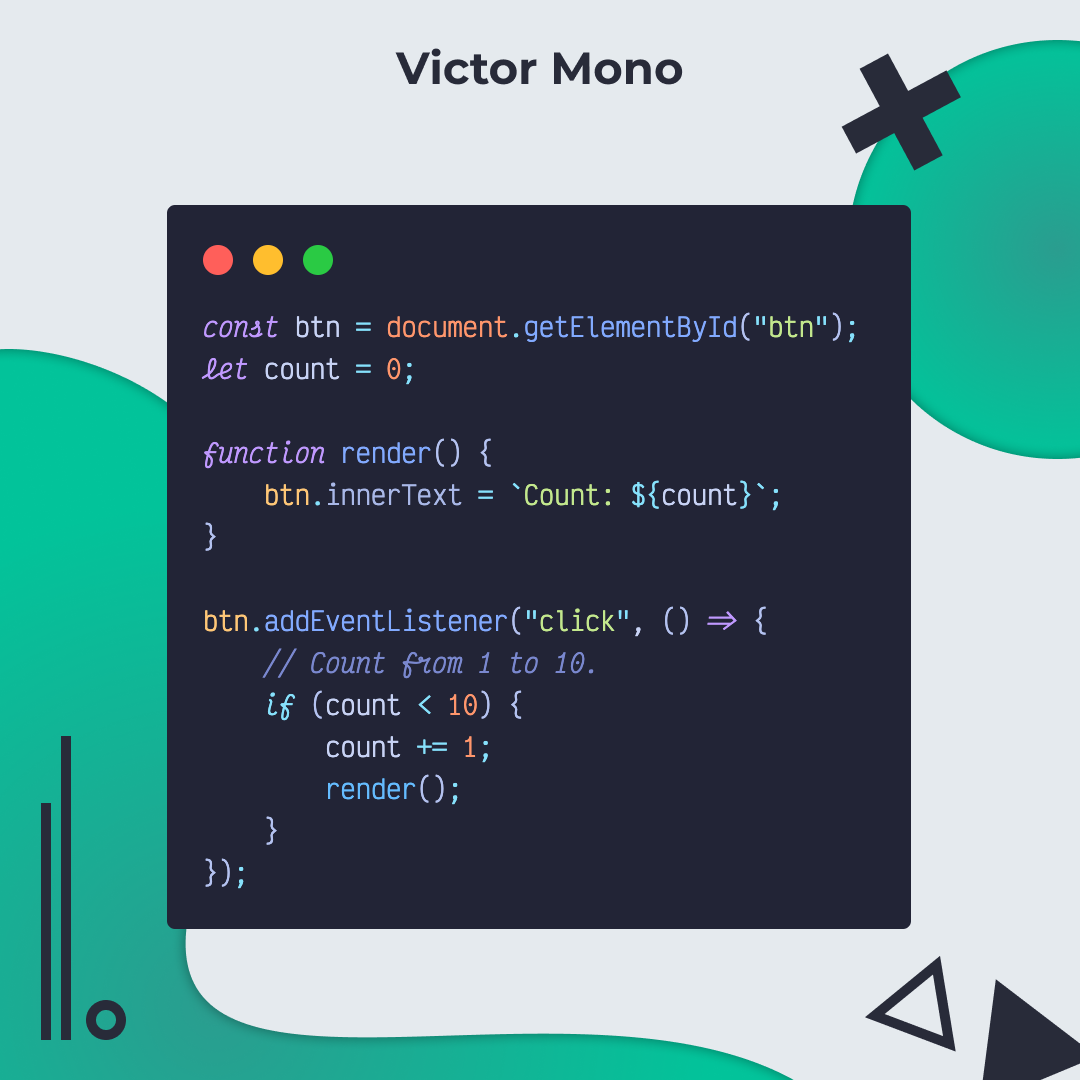 Victor Mono
const btn = document.getElementById("btn");
let count = 0;
function render() {
    btn.innerText = `Count: ${count}`;
}
btn.addEventListener("click", () => {
    // Count from 1 to 10.
    if (count < 10) {
        count += 1;
        render();
    }
});